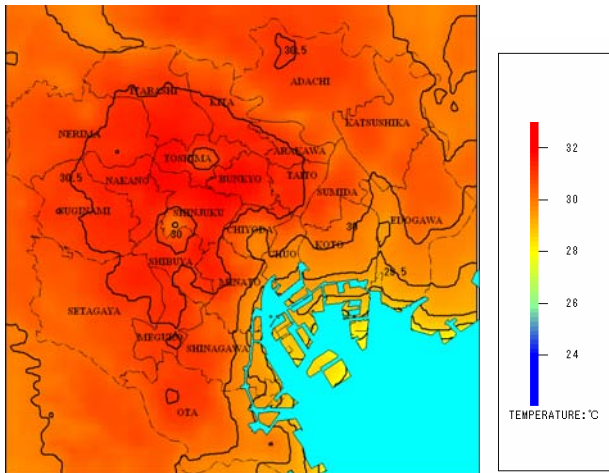 30.5
ADACHI
ITABASHI
KITA
KATSUSHIKA
NERIMA
ARAKAWA
TOSHIMA
30.5
NAKANO
BUNKYO
TAITO
SUMIDA
SUGINAMI
SHINJUKU
30
EDOGAWA
CHIYODA
30
KOTO
CHUO
SHIBUYA
29.5
MINATO
SETAGAYA
MEGURO
SHINAGAWA
OTA
32
30
28
26
24
TEMPERATURE:℃